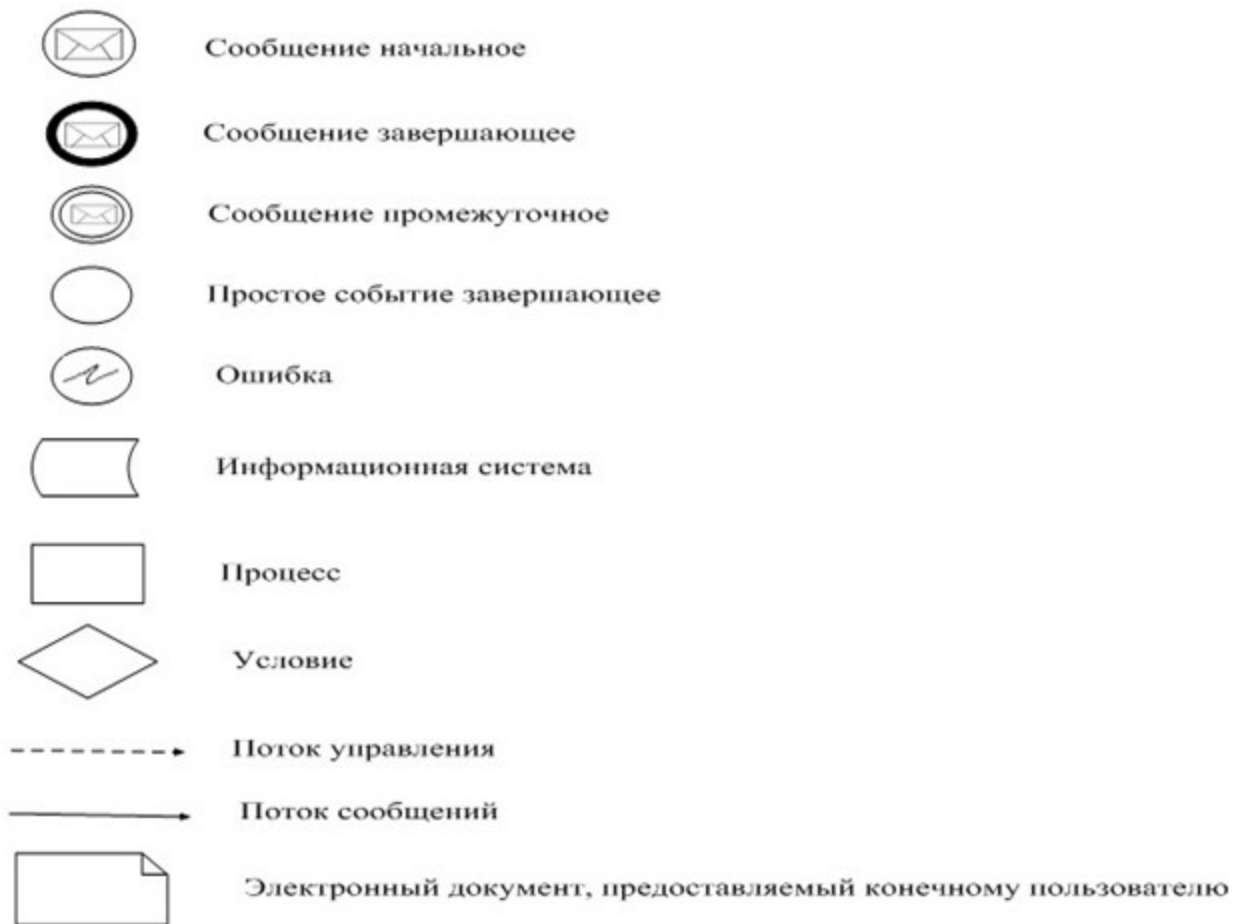 Сообщение начальное
Сообщение завершающее
Сообщение промежуточное
Простое событие завершающее
Ошибка
Информационная система
Процесс
Условие
Поток управления
Поток сообщений
Электронный документ, предоставляемый конечному пользователю